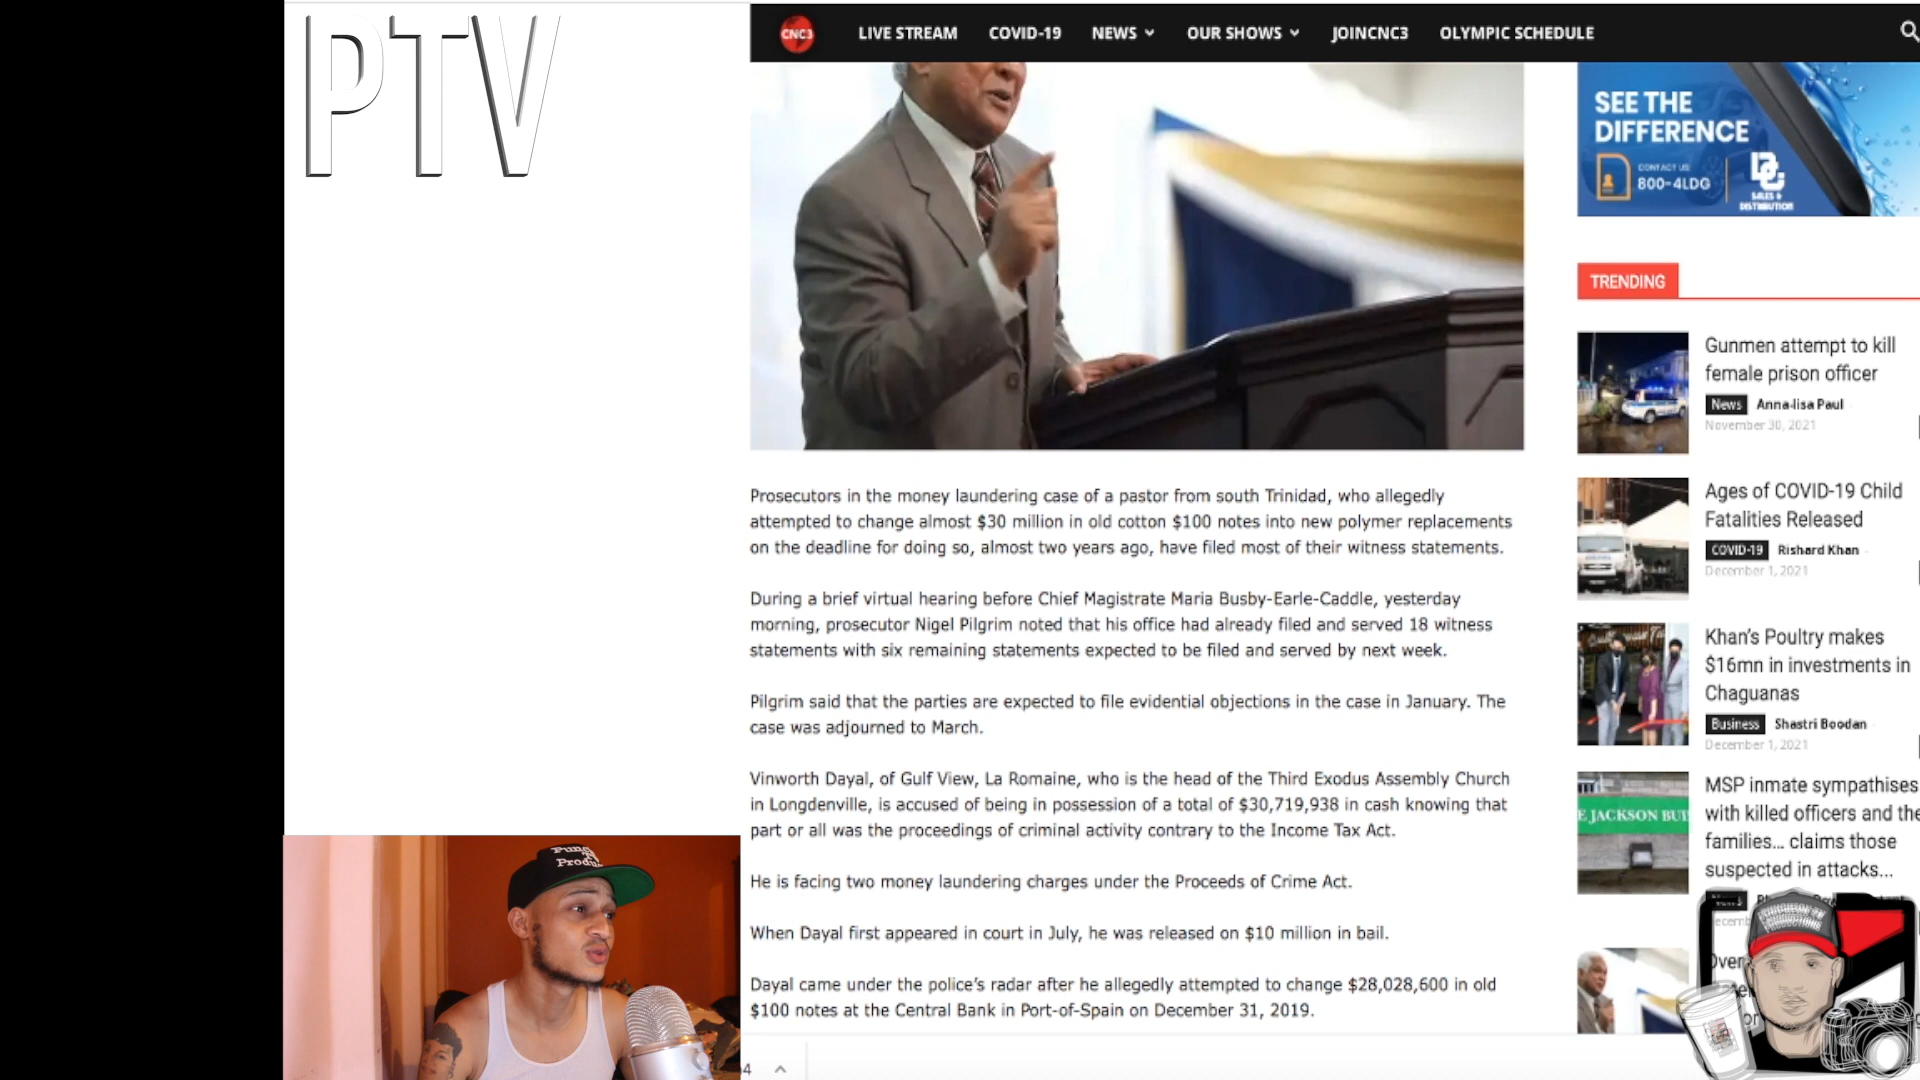 PTV
CNC3
LIVE STREAM
COVID-19
NEWS
OUR SHOWS
JOINCNC3
OLYMPIC SCHEDULE
SEE THE
DIFFERENCE
CONTACT US:
800-4LDG
SALES &
DISTRIBUTION
Prosecutors in the money laundering case of a pastor from south Trinidad, who allegedly
attempted to change almost $30 million in old cotton $100 notes into new polymer replacements
on the deadline for doing so, almost two years ago, have filed most of their witness statements.
During a brief virtual hearing before Chief Magistrate Maria Busby-Earle-Caddle, yesterday
morning, prosecutor Nigel Pilgrim noted that his office had already filed and served 18 witness
statements with six remaining statements expected to be filed and served by next week.
Pilgrim said that the parties are expected to file evidential objections in the case in January. The
case was adjourned to March.
Vinworth Dayal, of Gulf View, La Romaine, who is the head of the Third Exodus Assembly Church
in Longdenville, is accused of being in possession of a total of $30,719,938 in cash knowing that
part or all was the proceedings of criminal activity contrary to the Income Tax Act.
He is facing two money laundering charges under the Proceeds of Crime Act.
When Dayal first appeared in court in July, he was released on $10 million in bail.
Dayal came under the police's radar after he allegedly attempted to change $28,028,600 in old
$100 notes at the Central Bank in Port-of-Spain on December 31, 2019.
TRENDING
Gunmen attempt to kill
female prison officer
News Anna-lisa Paul
November 30, 2021
Ages of COVID-19 Child
Fatalities Released
COVID-19 Rishard Khan
December 1, 2021
Khan's Poultry makes
$16mn in investments in
Chaguanas
Business Shastri Boodan
December 1, 2021
MSP inmate sympathises
with killed officers and the
families... claims those
suspected in attacks...
E JACKSON BUI
4